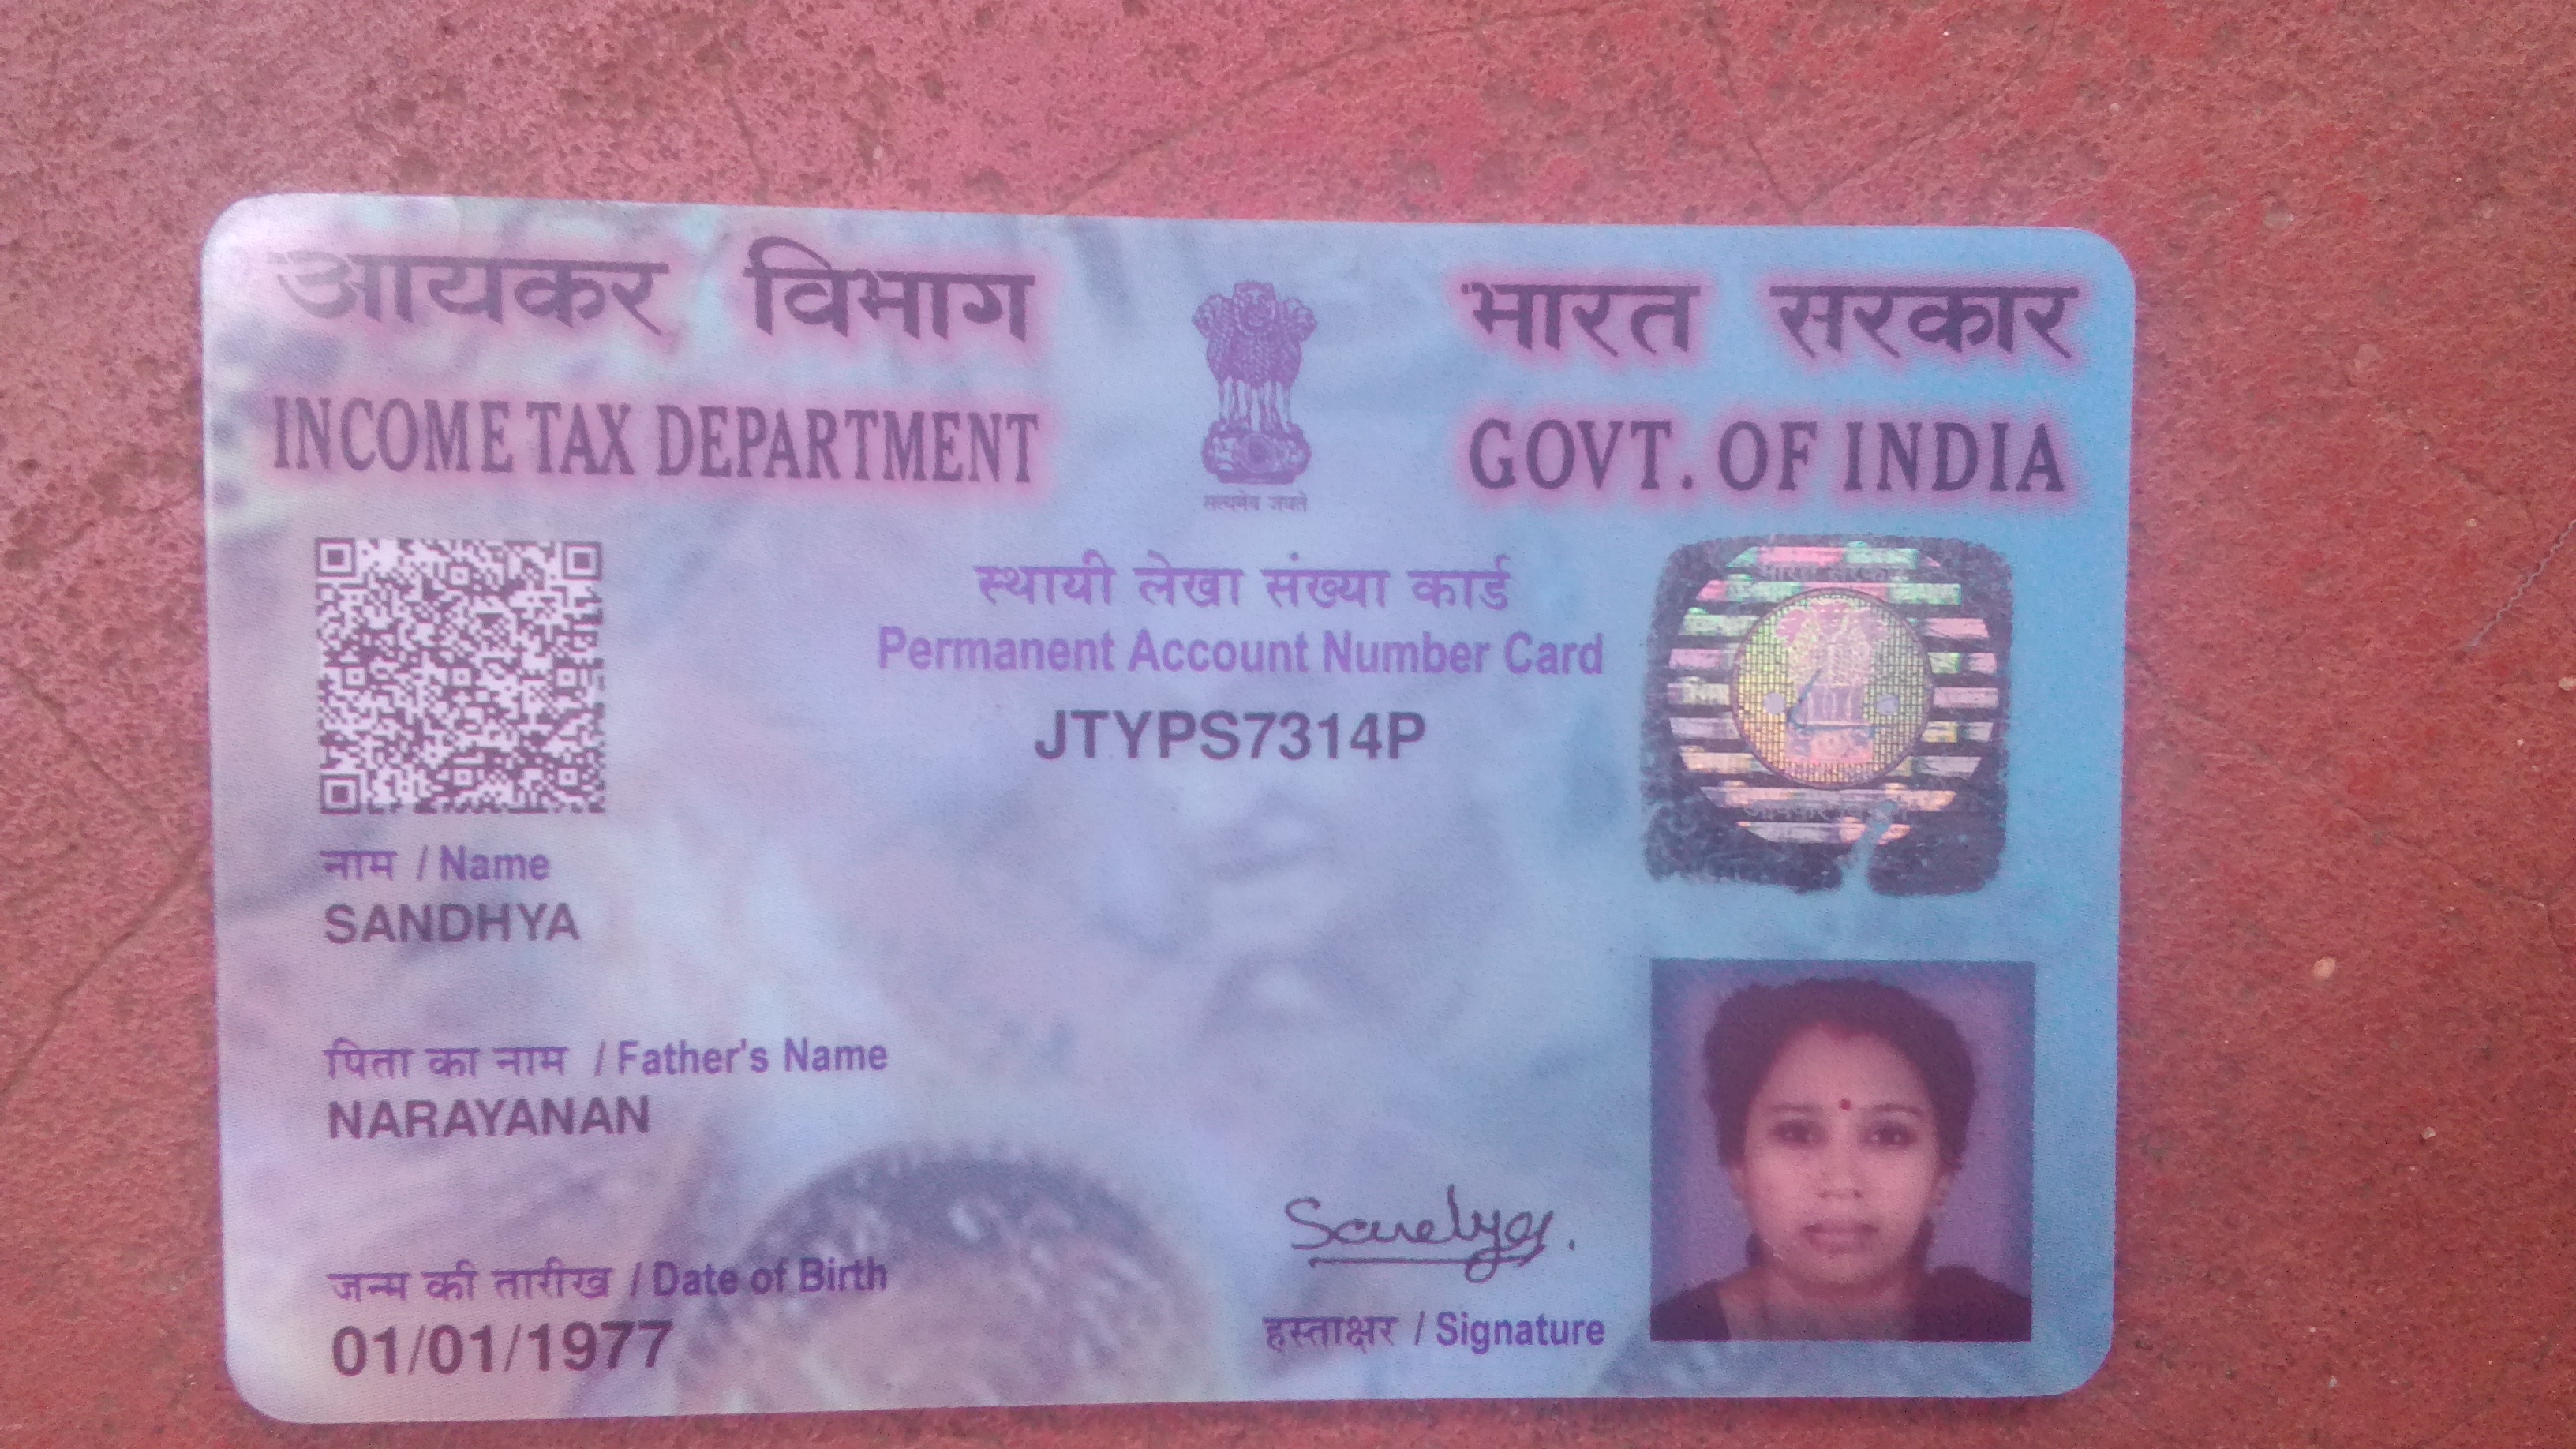 आयकर विभाग
INCOME TAX DEPARTMENT
सत्यमेव जयते
भारत सरकार
GOVT. OF INDIA
स्थायी लेखा संख्या कार्ड
Permanent Account Number Card
JTYPS7314P
नाम / Name
SANDHYA
पिता का नाम / Father's Name
NARAYANAN
जन्म की तारीख / Date of Birth
01/01/1977
हस्ताक्षर / Signature